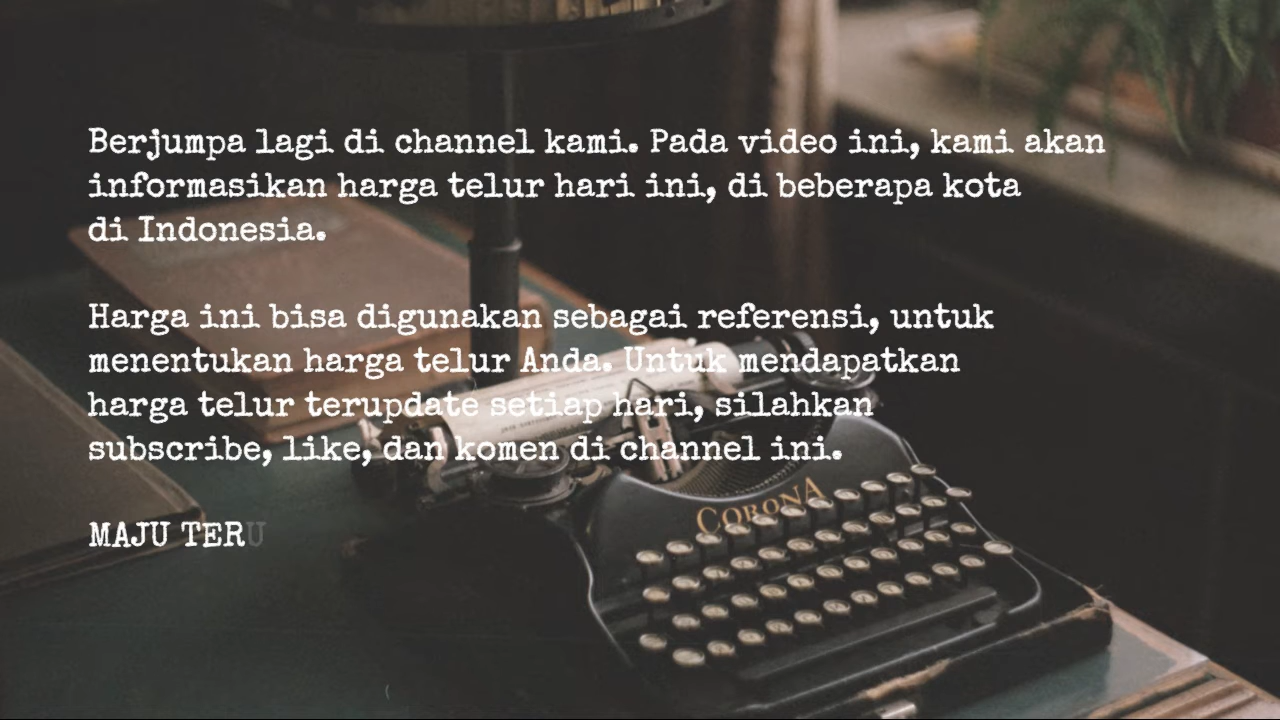 Berjumpa lagi di channel kami. Pada video ini, kami akan
informasikan harga telur hari ini, di beberapa kota
di Indonesia.
Harga ini bisa digunakan sebagai referensi, untuk
menentukan harga telur Anda. Untuk mendapatkan
harga telur terupdate setiap hari, silahkan
subscribe, like, dan komen di channel ini.
MAJU TERU
CORONA